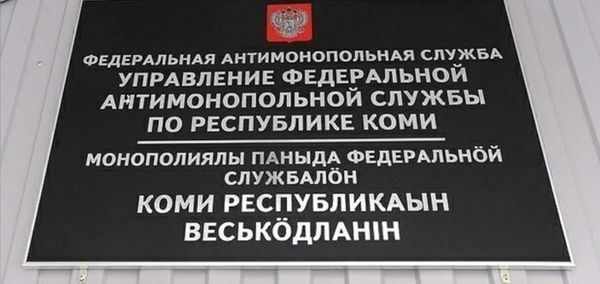 ФЕДЕРАЛЬНАЯ АНТИМОНОПОЛЬНАЯ СЛУЖБА
УПРАВЛЕНИЕ ФЕДЕРАЛЬНОЙ
АНТИМОНОПОЛЬНОЙ СЛУЖБЫ
ПО РЕСПУБЛИКЕ КОМИ
МОНОПОЛИЯЛЫ ПАНЫДА ФЕДЕРАЛЬНӦЙ
СЛУЖБАЛӦН
КОМИ РЕСПУБЛИКАЫН
ВЕСЬКӦДЛАНІН